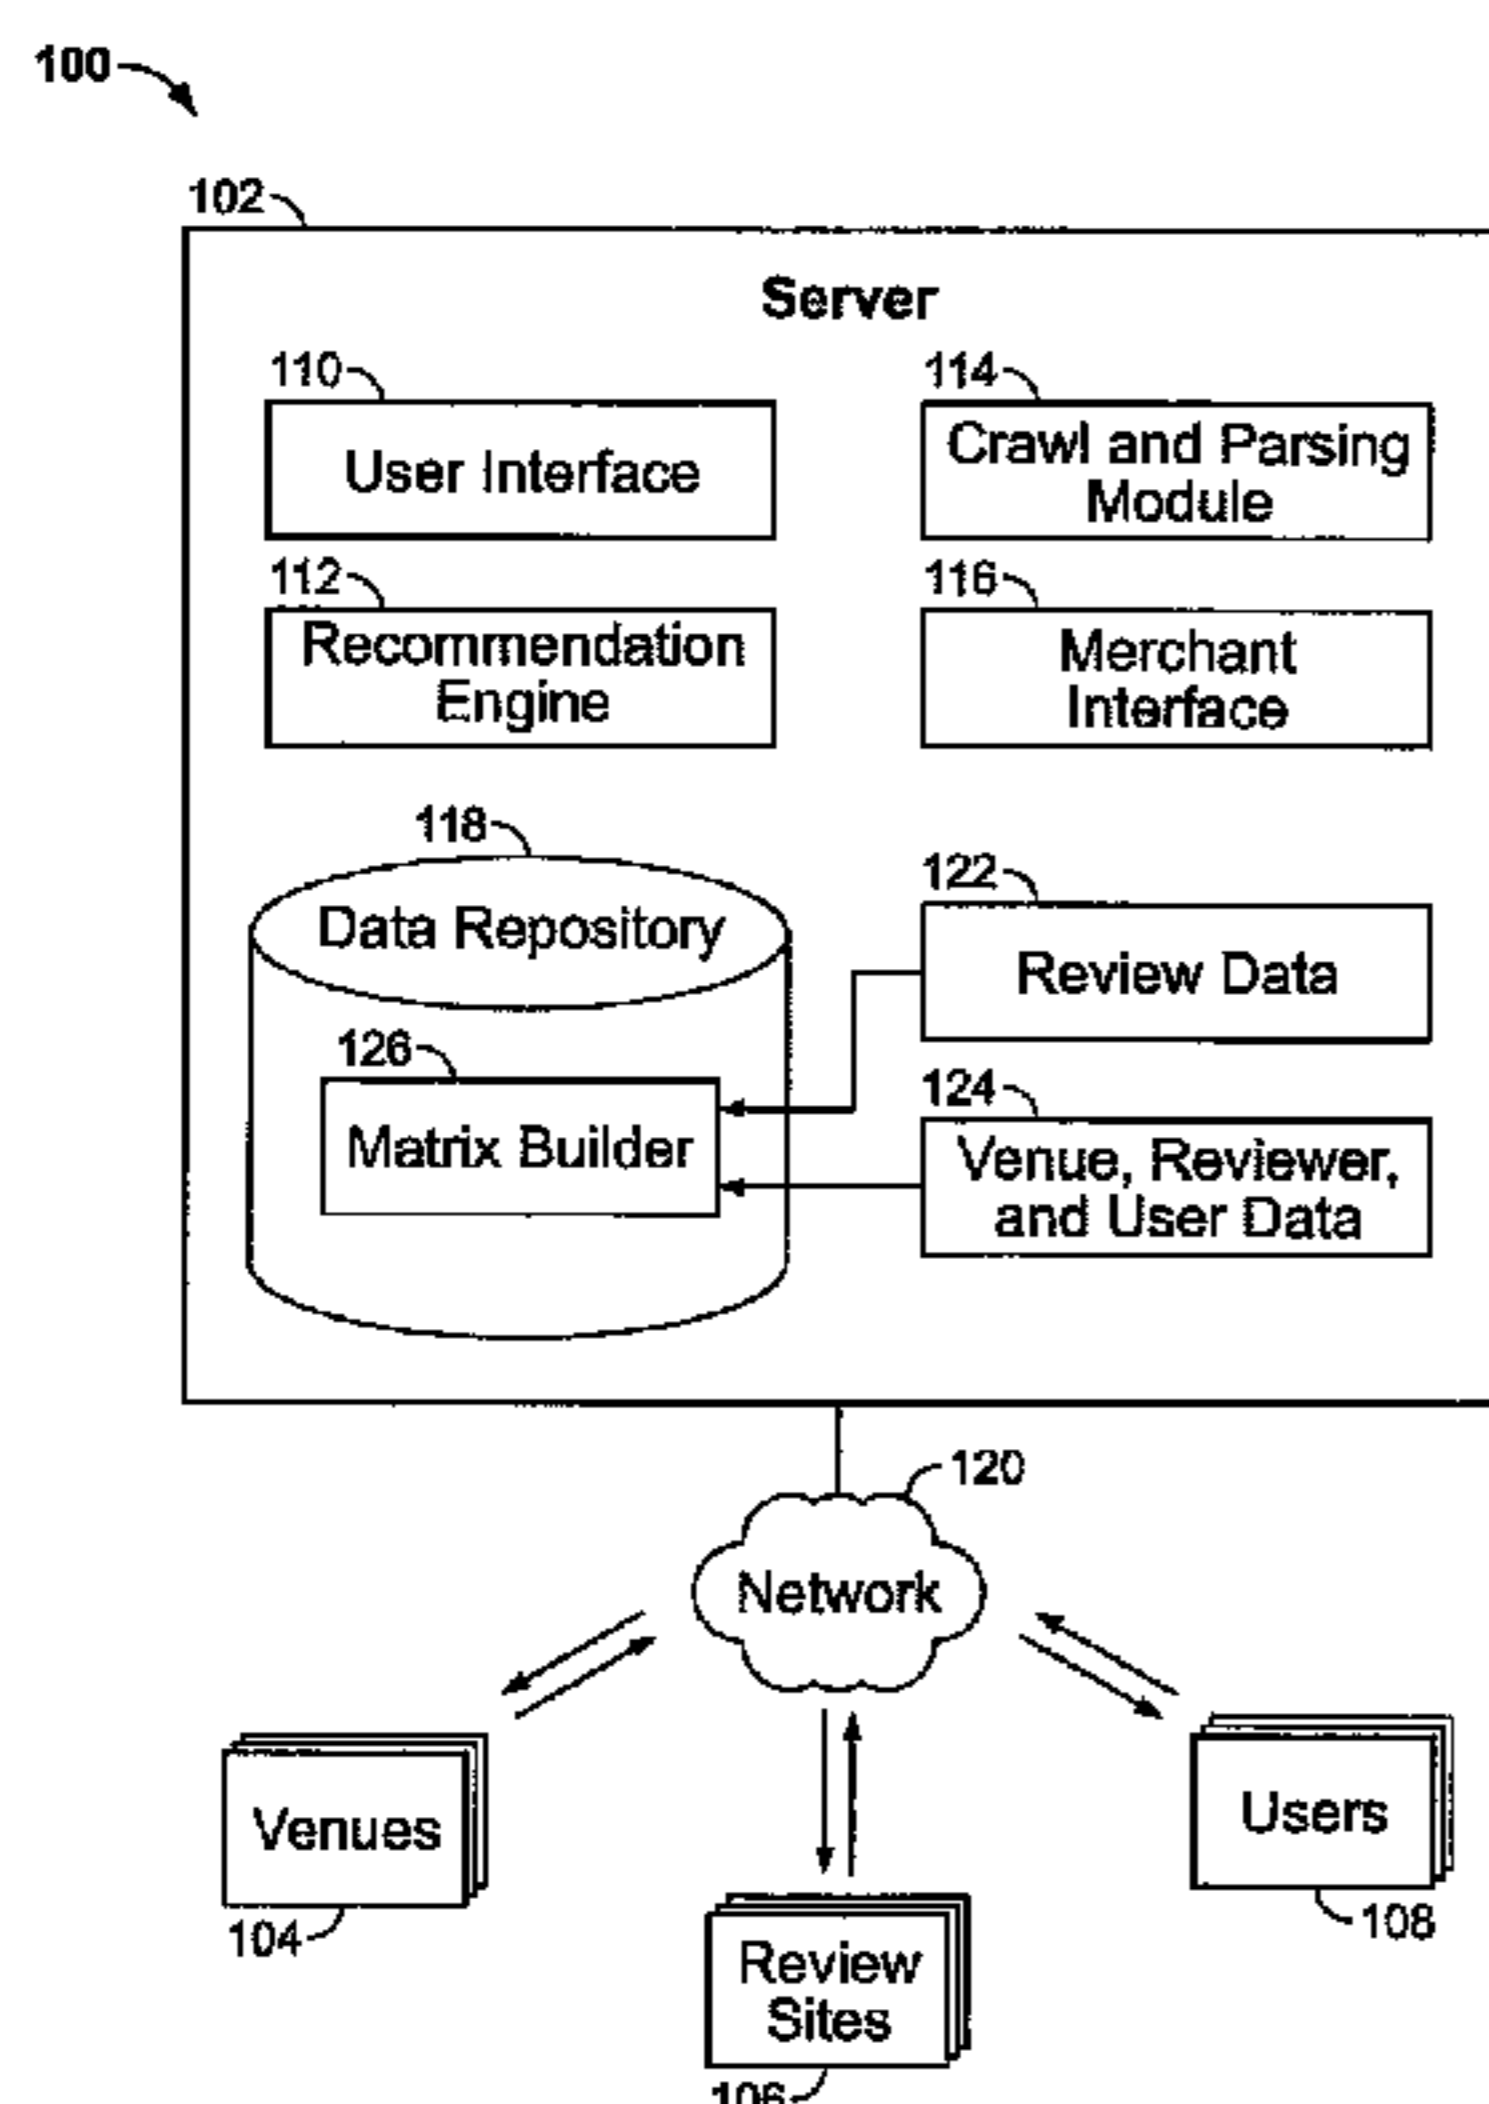 100
102
Server
110
User Interface
114
Crawl and Parsing
Module
112
Recommendation
Engine
116
Merchant
Interface
118
Data Repository
122
Review Data
126
Matrix Builder
124
Venue, Reviewer,
and User Data
120
Network
Venues
104
Users
108
Review
Sites
106